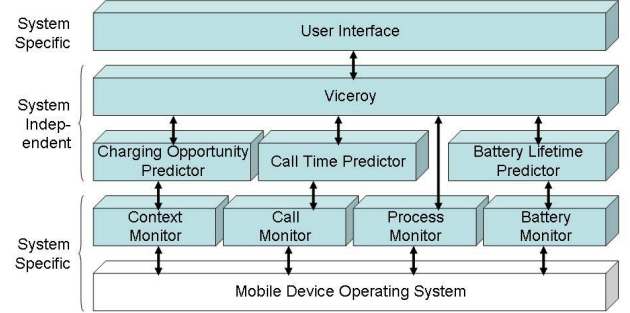 System
Specific
User Interface
System
Indep-
endent
Viceroy
Charging Opportunity
Predictor
Call Time Predictor
Battery Lifetime
Predictor
System
Specific
Context
Monitor
Call
Monitor
Process
Monitor
Battery
Monitor
Mobile Device Operating System